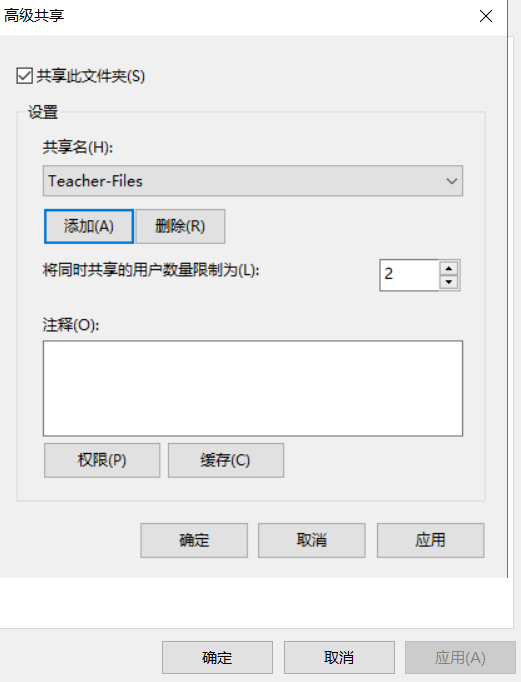 高级共享
共享此文件夹(S)
设置
共享名(H):
Teacher-Files
添加(A) 删除(R)
将同时共享的用户数量限制为(L): 2
注释(O):
权限(P) 缓存(C)
确定 取消 应用
确定 取消 应用(A)